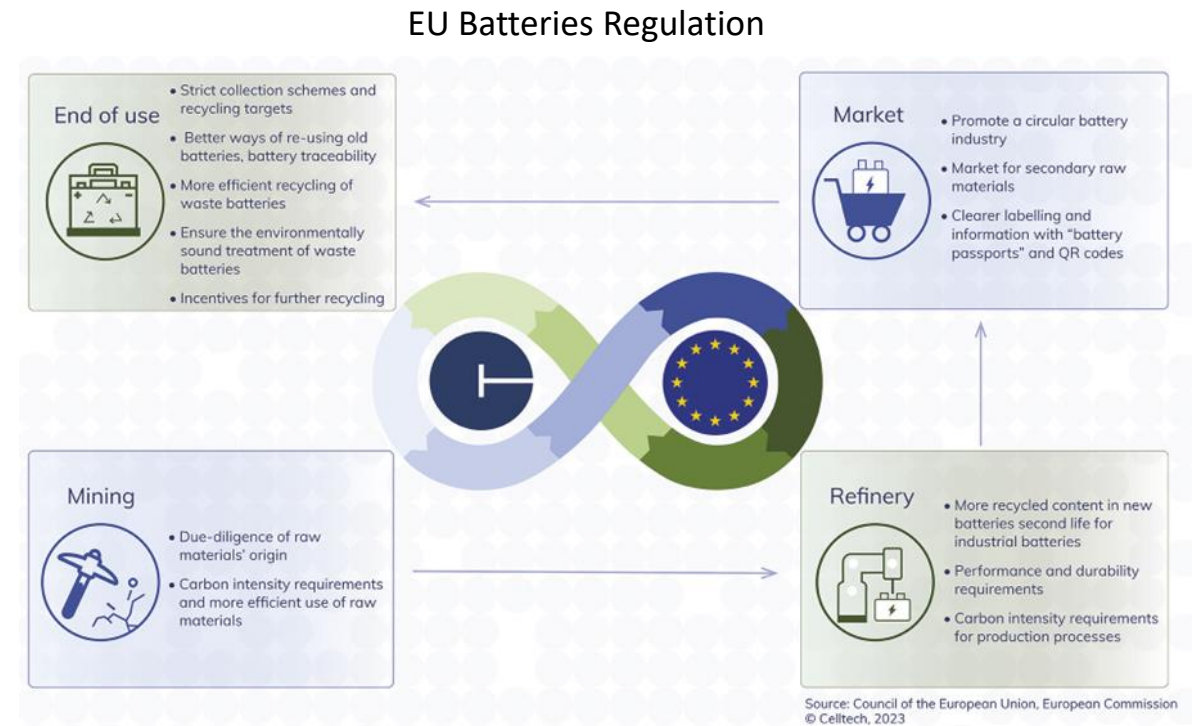 EU Batteries Regulation
End of use
• Strict collection schemes and
recycling targets
• Better ways of re-using old
batteries, battery traceability
• More efficient recycling of
waste batteries
• Ensure the environmentally
sound treatment of waste
batteries
• Incentives for further recycling
Market
• Promote a circular battery
industry
• Market for secondary raw
materials
• Clearer labelling and
information with “battery
passports” and QR codes
Mining
• Due-diligence of raw
materials’ origin
• Carbon intensity requirements
and more efficient use of raw
materials
Refinery
• More recycled content in new
batteries second life for
industrial batteries
• Performance and durability
requirements
• Carbon intensity requirements
for production processes
Source: Council of the European Union, European Commission
© Celltech, 2023